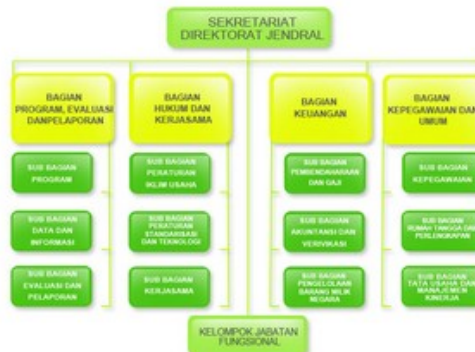 SEKRETARIAT
DIREKTORAT JENDRAL
BAGIAN
PROGRAM, EVALUASI
DANPELAPORAN
BAGIAN
HUKUM DAN
KERJASAMA
BAGIAN
KEUANGAN
BAGIAN
KEPEGAWAIAN DAN
UMUM
SUB BAGIAN
PROGRAM
SUB BAGIAN
PERATURAN
IKLIM USAHA
SUB BAGIAN
PEMBENDAHARAAN
DAN GAJI
SUB BAGIAN
KEPEGAWAIAN
SUB BAGIAN
DATA DAN
INFORMASI
SUB BAGIAN
PERATURAN
STANDARISASI
DAN TEKNOLOGI
SUB BAGIAN
AKUNTANSI DAN
VERIVIKASI
SUB BAGIAN
RUMAH TANGGA
PERLENGKAPAN
SUB BAGIAN
EVALUASI DAN
PELAPORAN
SUB BAGIAN
KERJASAMA
SUB BAGIAN
PENGELOLAAN
BARANG MILIK
NEGARA
SUB BAGIAN
TATA USAHA DAN
MANAJEMEN
KINERJA
KELOMPOK JABATAN
FUNGSIONAL